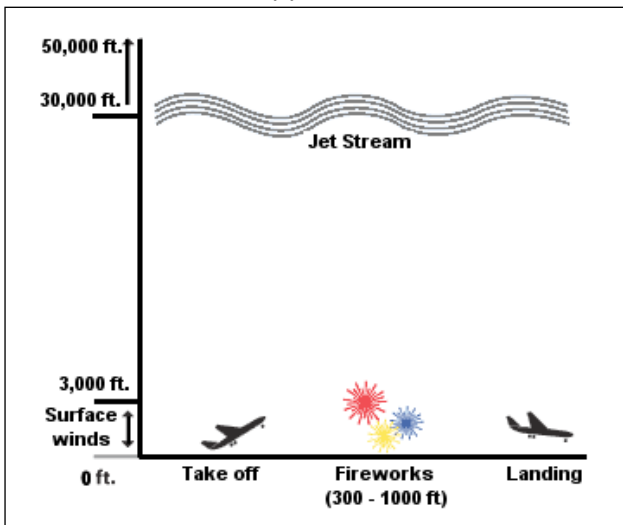 50,000 ft.
30,000 ft.
Jet Stream
3,000 ft.
Surface
winds
0 ft.
Take off
Fireworks
(300 - 1000 ft)
Landing